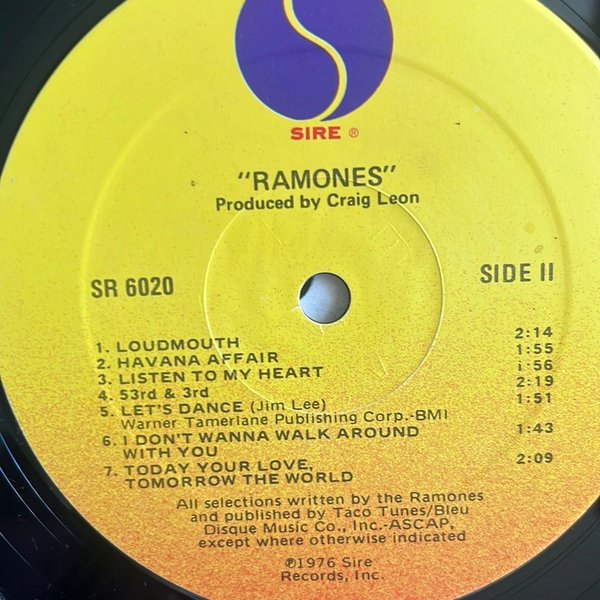 SIRE ®
"RAMONES"
Produced by Craig Leon
SR 6020
SIDE II
1. LOUDMOUTH 2:14
2. HAVANA AFFAIR 1:55
3. LISTEN TO MY HEART 1:56
4. 53rd & 3rd 2:19
5. LET'S DANCE (Jim Lee) 1:51
Warner Tamerlane Publishing Corp.-BMI
6. I DON'T WANNA WALK AROUND 1:43
WITH YOU
7. TODAY YOUR LOVE, 2:09
TOMORROW THE WORLD
All selections written by the Ramones
and published by Taco Tunes/Bleu
Disque Music Co., Inc.-ASCAP,
except where otherwise indicated
℗1976 Sire
Records, Inc.